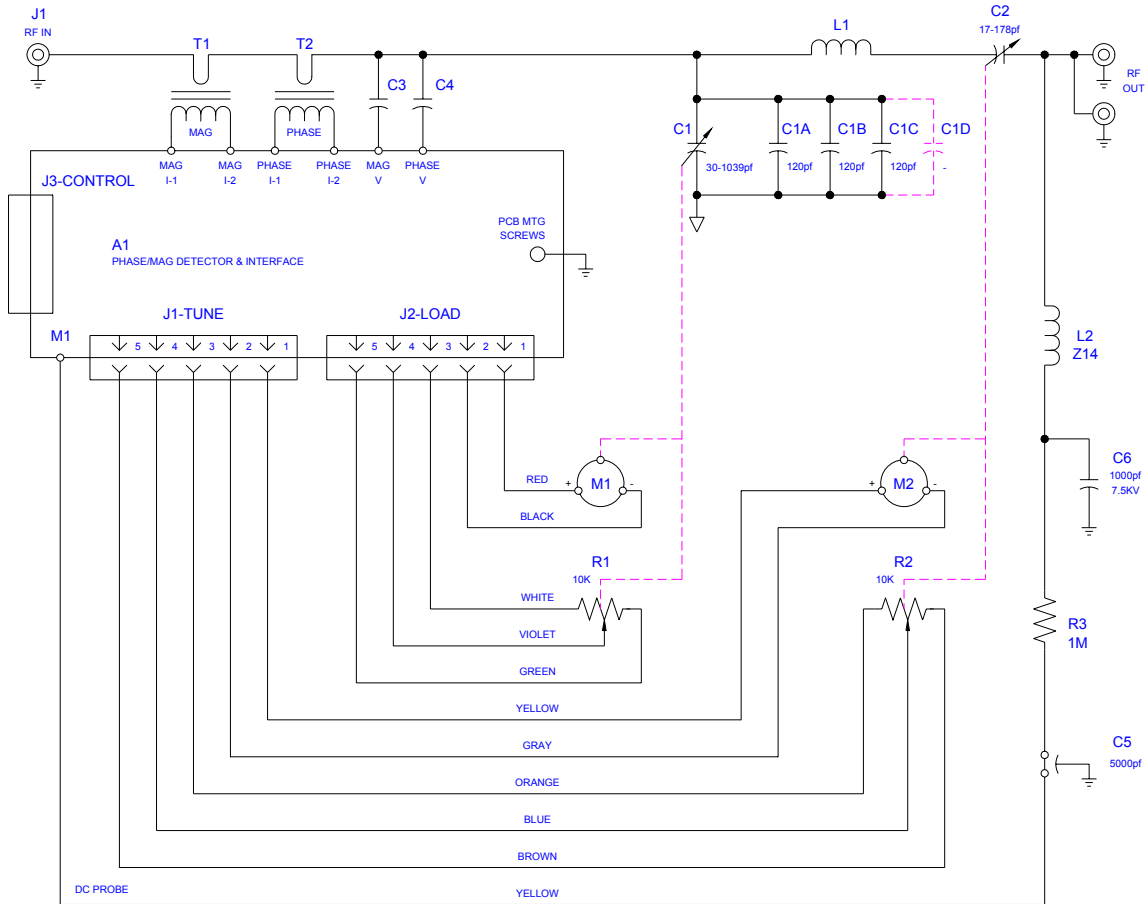 J1
RF IN
T1
T2
C3
C4
L1
C2
17-178pf
RF
OUT
MAG
PHASE
MAG
I-1
MAG
I-2
PHASE
I-1
PHASE
I-2
MAG
V
PHASE
V
C1
30-1039pf
C1A
120pf
C1B
120pf
C1C
120pf
C1D
-
J3-CONTROL
A1
PHASE/MAG DETECTOR & INTERFACE
PCB MTG
SCREWS
M1
J1-TUNE
5 4 3 2 1
J2-LOAD
5 4 3 2 1
L2
Z14
C6
1000pf
7.5KV
RED
+ M1 -
BLACK
+ M2 -
R1
10K
R2
10K
WHITE
VIOLET
GREEN
YELLOW
GRAY
ORANGE
BLUE
BROWN
R3
1M
C5
5000pf
DC PROBE
YELLOW